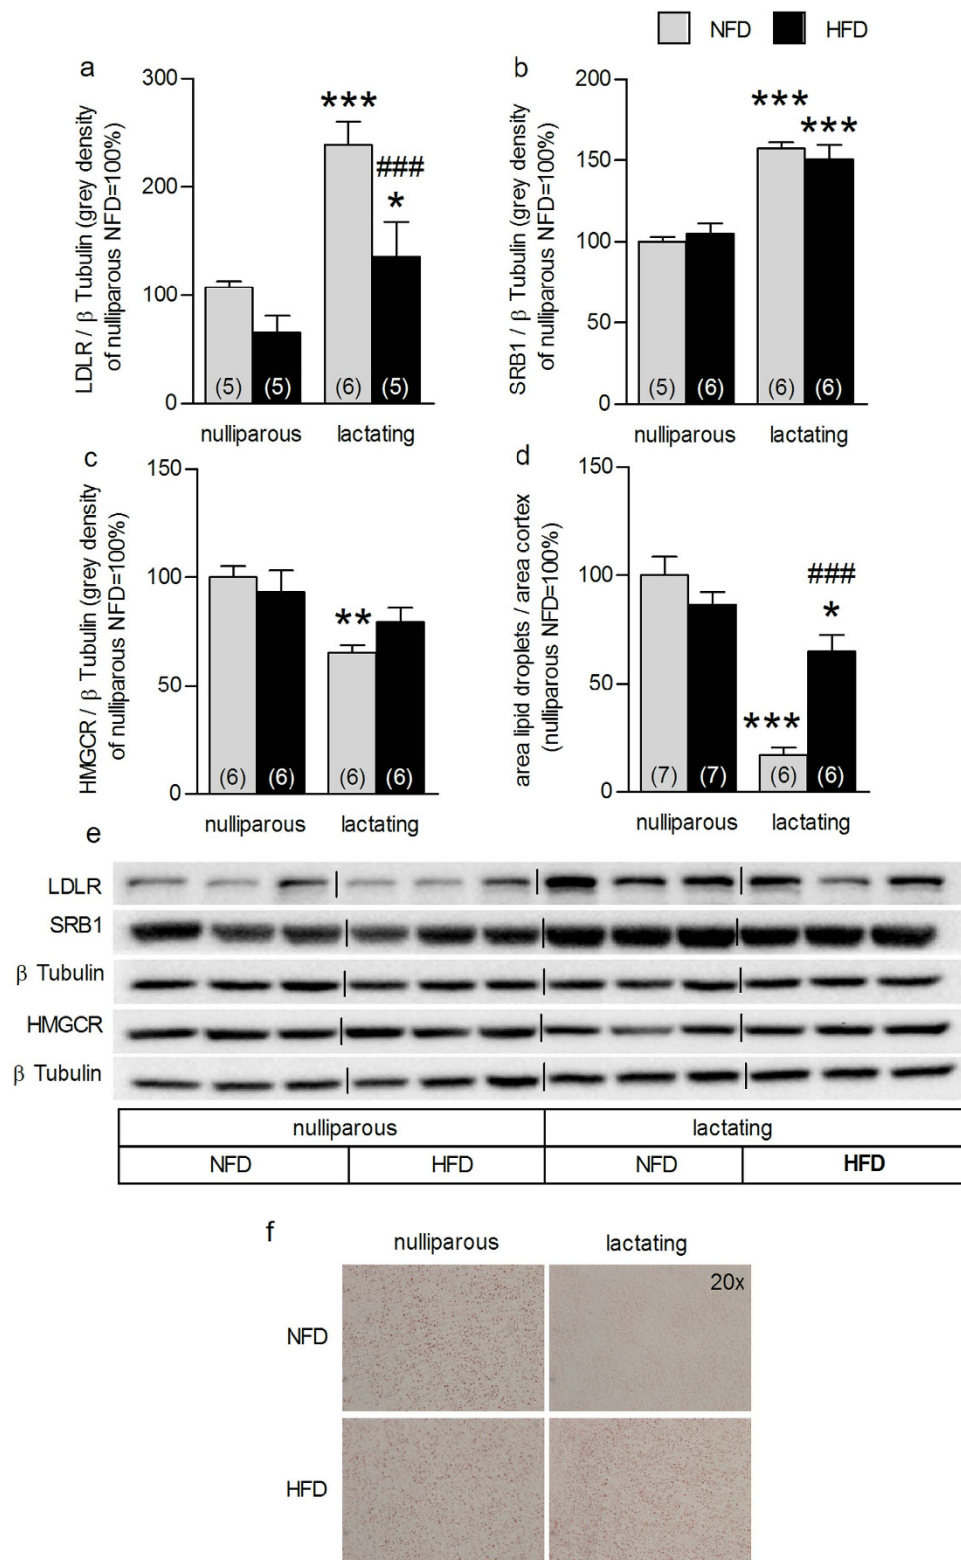 NFD HFD
a
LDLR / β Tubulin (grey density
of nulliparous NFD=100%)
300
200
100
0
***
###
*
(5) (5) (6) (5)
nulliparous lactating
b
SRB1 / β Tubulin (grey density
of nulliparous NFD=100%)
200
150
100
50
0
***
***
(5) (6) (6) (6)
nulliparous lactating
c
HMGCR / β Tubulin (grey density
of nulliparous NFD=100%)
150
100
50
0
**
(6) (6) (6) (6)
nulliparous lactating
d
area lipid droplets / area cortex
(nulliparous NFD=100%)
150
100
50
0
###
*
***
(7) (7) (6) (6)
nulliparous lactating
e
LDLR
SRB1
β Tubulin
HMGCR
β Tubulin
nulliparous lactating
NFD HFD NFD HFD
f
nulliparous lactating
20x
NFD
HFD